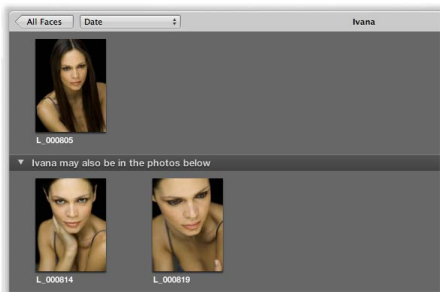 All Faces Date Ivana
L_000805
Ivana may also be in the photos below
L_000814 L_000819